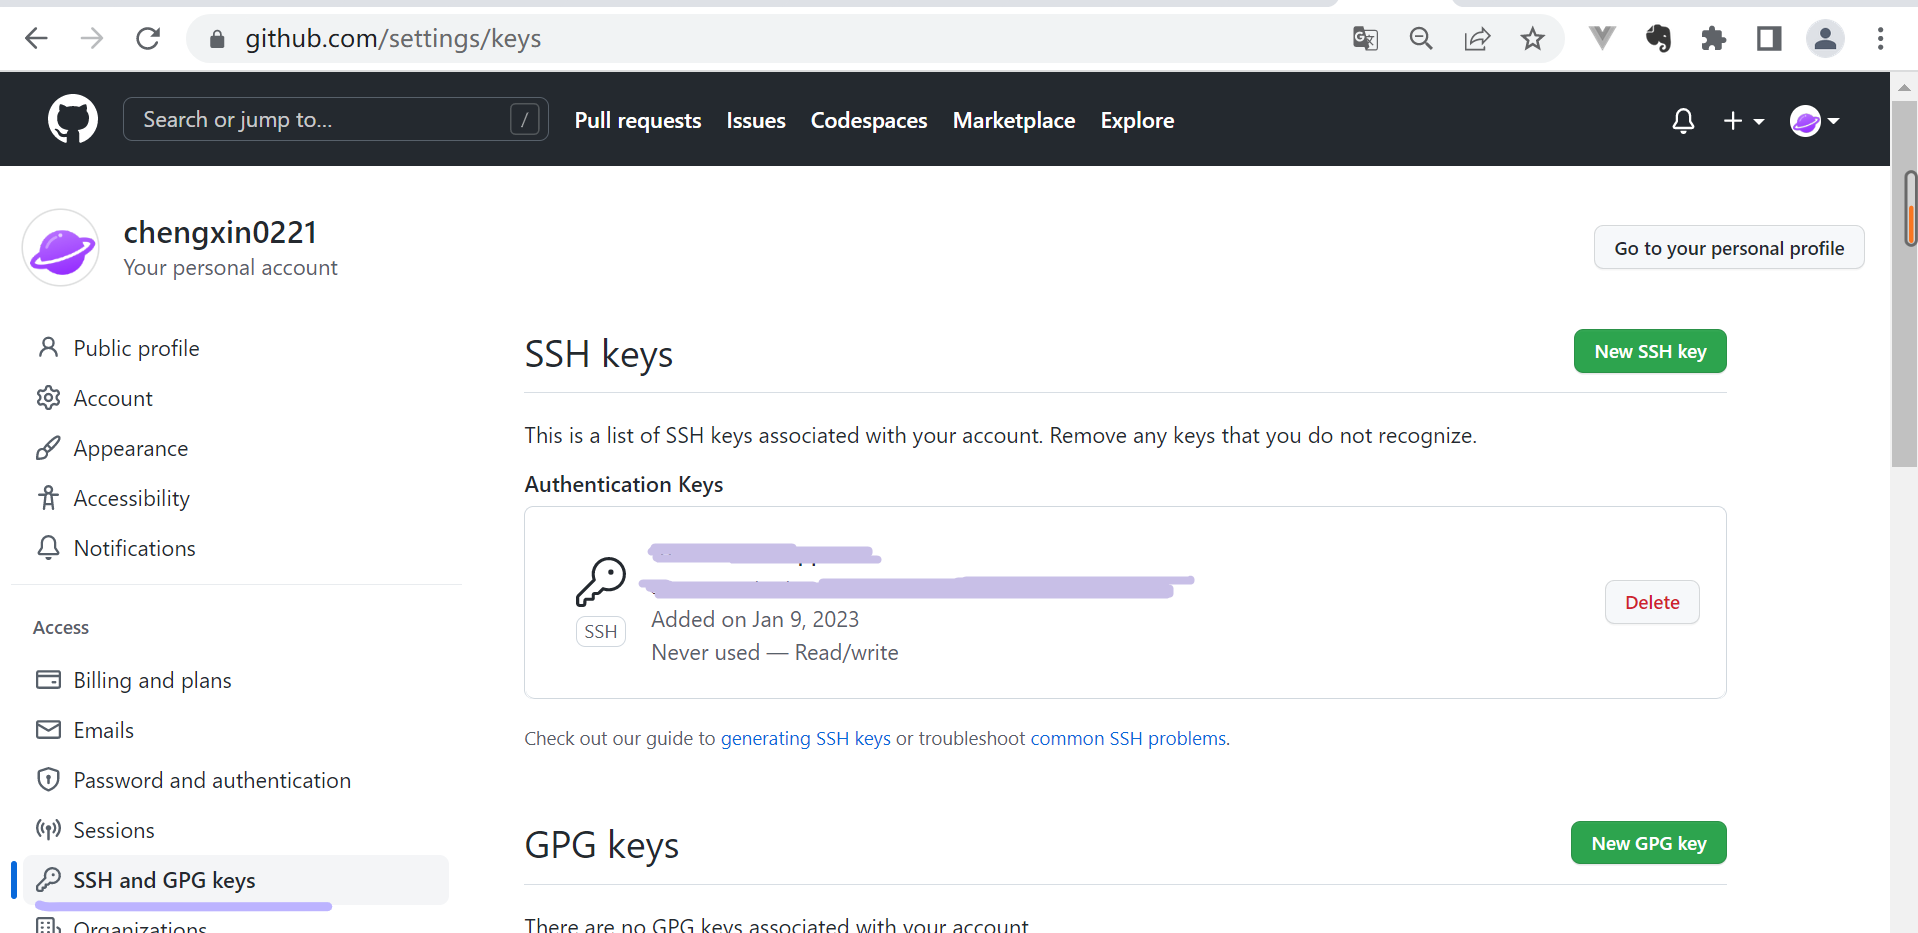 github.com/settings/keys
Search or jump to... /
Pull requests Issues Codespaces Marketplace Explore
chengxin0221
Your personal account
Go to your personal profile
Public profile
Account
Appearance
Accessibility
Notifications
Access
Billing and plans
Emails
Password and authentication
Sessions
SSH and GPG keys
Organizations
SSH keys
New SSH key
This is a list of SSH keys associated with your account. Remove any keys that you do not recognize.
Authentication Keys
SSH
Added on Jan 9, 2023
Never used — Read/write
Delete
Check out our guide to generating SSH keys or troubleshoot common SSH problems.
GPG keys
New GPG key
There are no GPG keys associated with your account